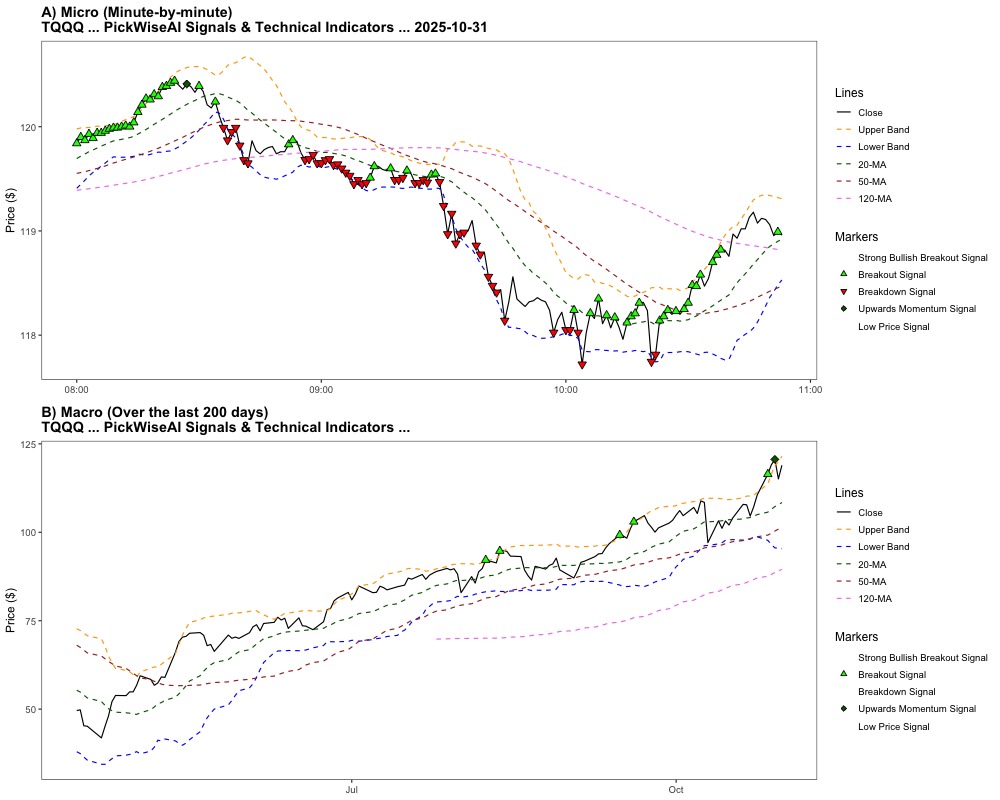 A) Micro (Minute-by-minute)
TQQQ ... PickWiseAI Signals & Technical Indicators ... 2025-10-31
Price ($)
120
119
118
08:00
09:00
10:00
11:00
Lines
Close
Upper Band
Lower Band
20-MA
50-MA
120-MA
Markers
Strong Bullish Breakout Signal
Breakout Signal
Breakdown Signal
Upwards Momentum Signal
Low Price Signal
B) Macro (Over the last 200 days)
TQQQ ... PickWiseAI Signals & Technical Indicators ...
Price ($)
125
100
75
50
Jul
Oct
Lines
Close
Upper Band
Lower Band
20-MA
50-MA
120-MA
Markers
Strong Bullish Breakout Signal
Breakout Signal
Breakdown Signal
Upwards Momentum Signal
Low Price Signal